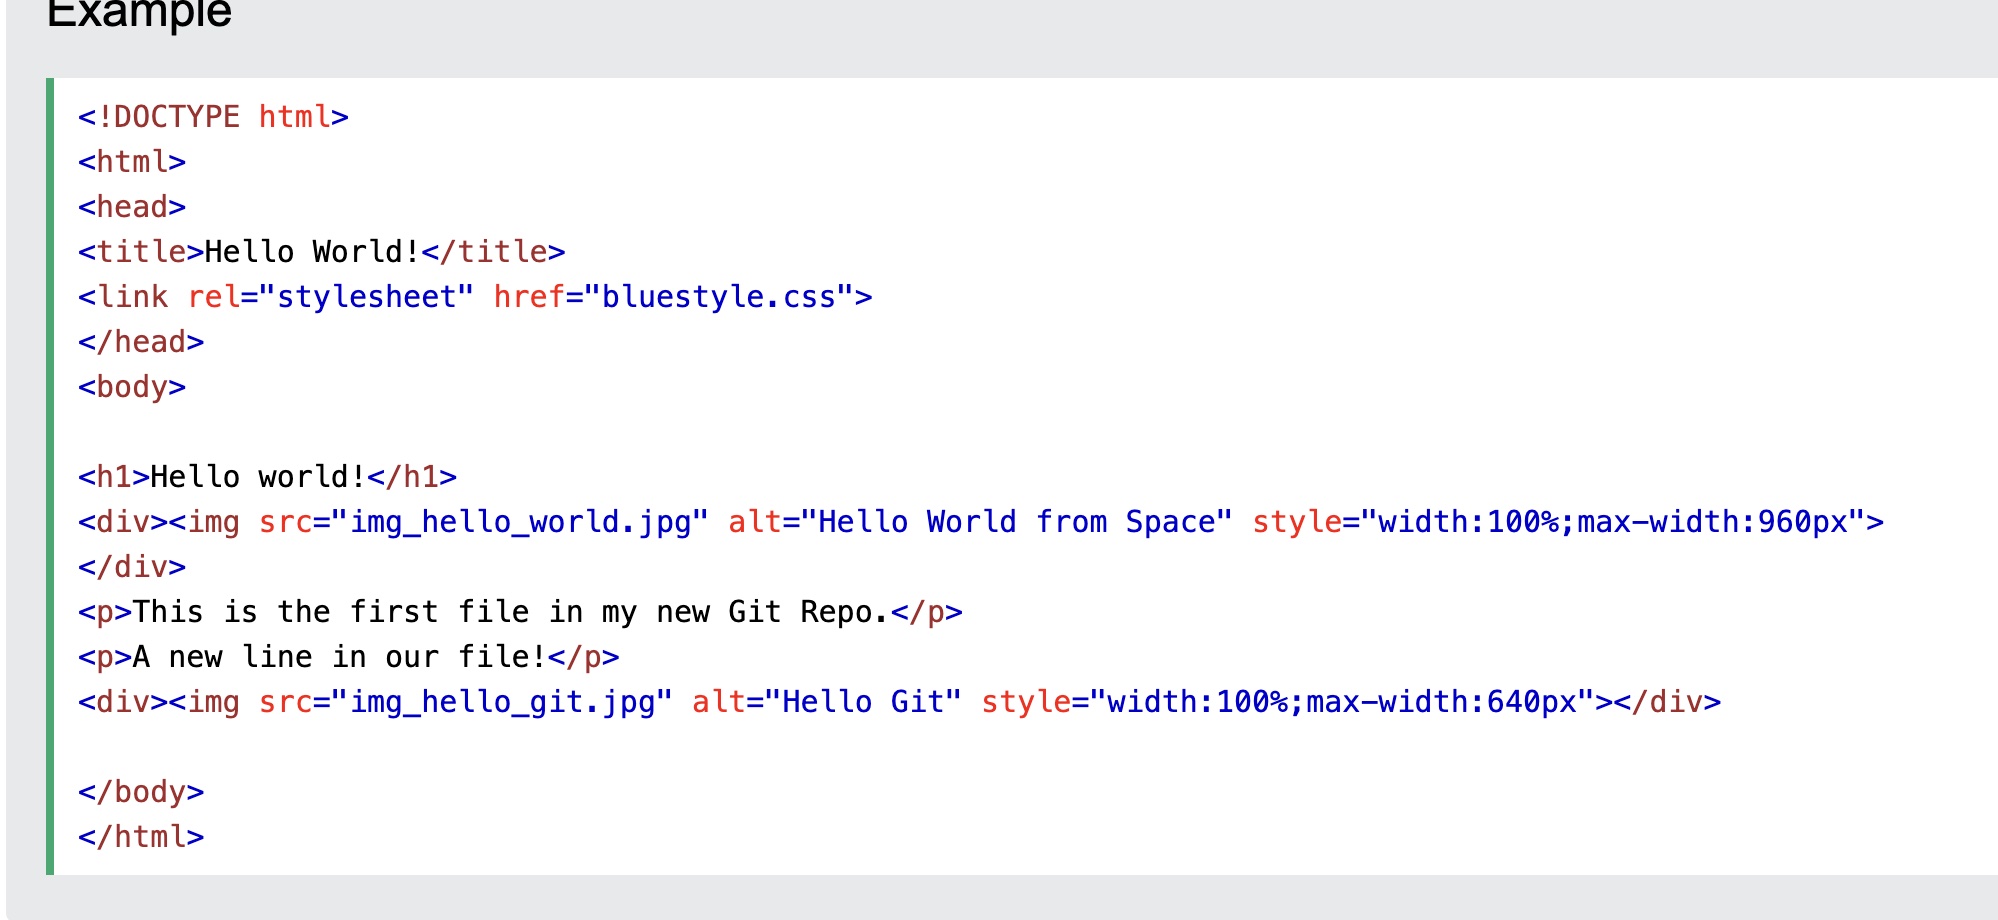 Example
<!DOCTYPE html>
<html>
<head>
<title>Hello World!</title>
<link rel="stylesheet" href="bluestyle.css">
</head>
<body>
<h1>Hello world!</h1>
<div><img src="img_hello_world.jpg" alt="Hello World from Space" style="width:100%;max-width:960px">
</div>
<p>This is the first file in my new Git Repo.</p>
<p>A new line in our file!</p>
<div><img src="img_hello_git.jpg" alt="Hello Git" style="width:100%;max-width:640px"></div>
</body>
</html>